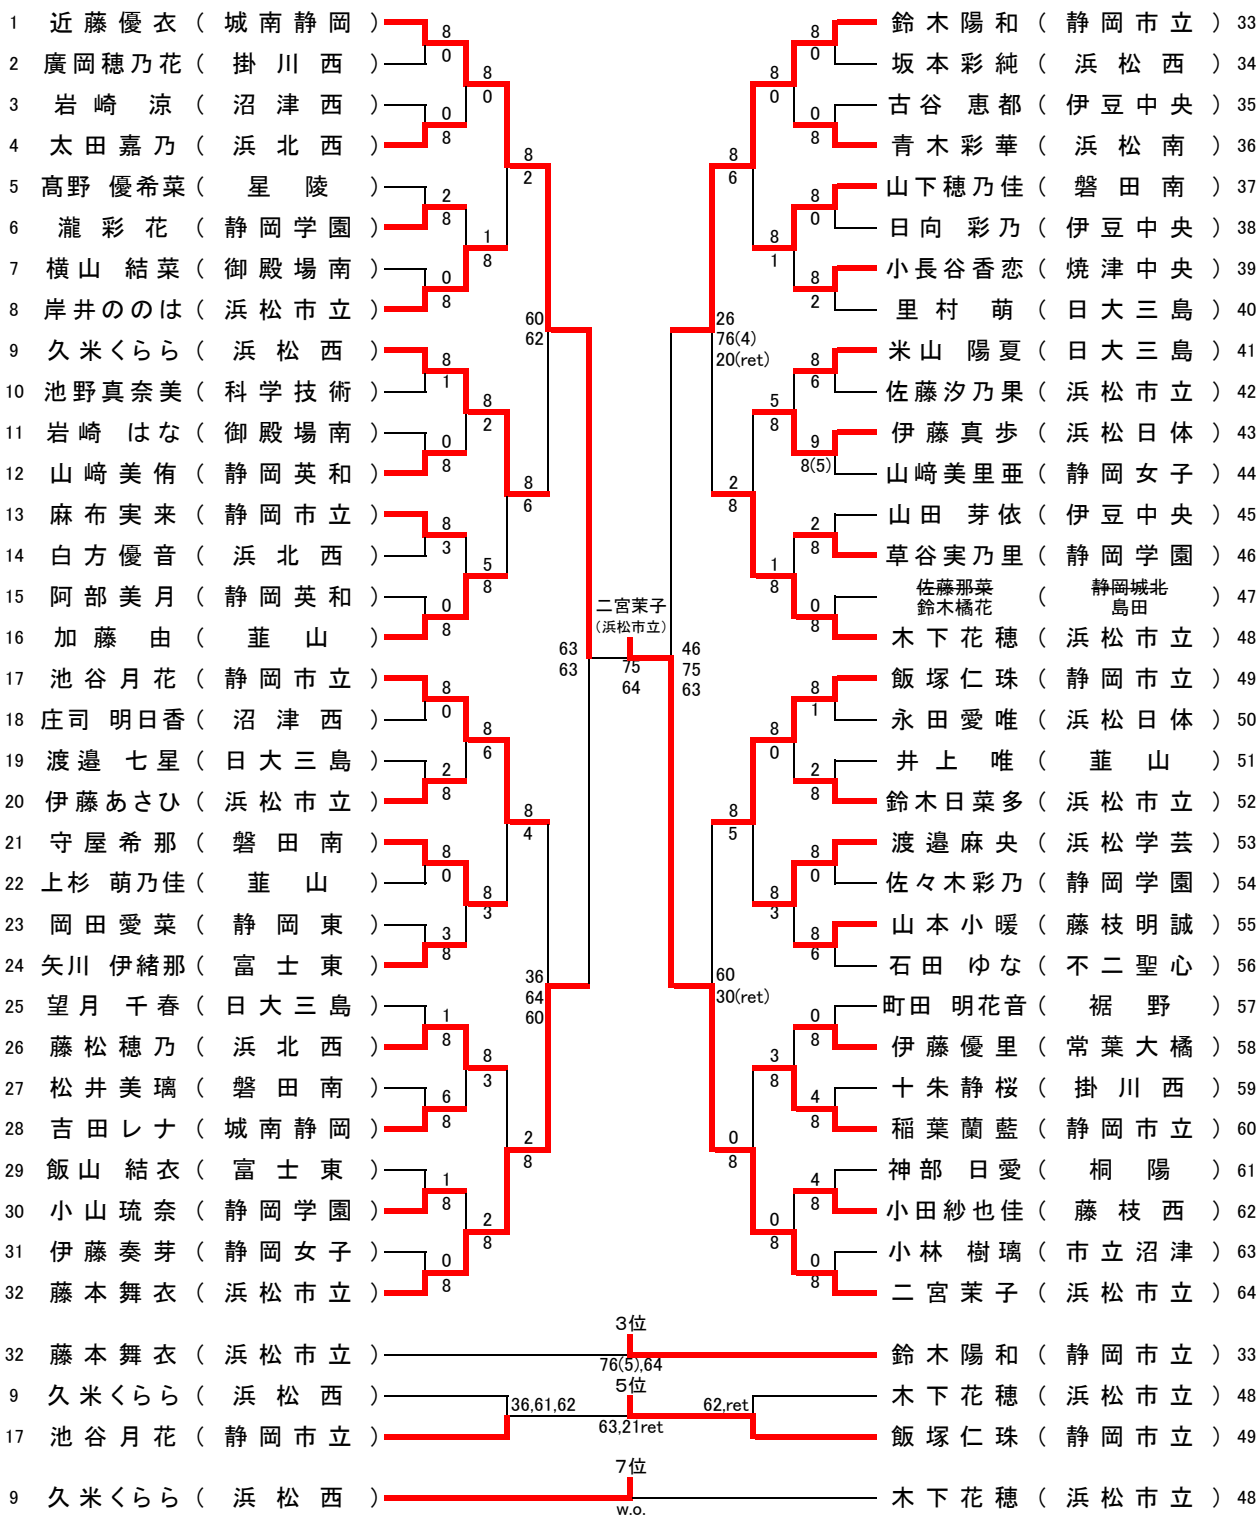 1 近藤優衣 ( 城南静岡 )
2 廣岡穂乃花 ( 掛川西 )
3 岩崎涼 ( 沼津西 )
4 太田嘉乃 ( 浜北西 )
5 髙野 優希菜 ( 星陵 )
6 瀧彩花 ( 静岡学園 )
7 横山 結菜 ( 御殿場南 )
8 岸井ののは ( 浜松市立 )
9 久米くらら ( 浜松西 )
10 池野真奈美 ( 科学技術 )
11 岩崎 はな ( 御殿場南 )
12 山﨑美侑 ( 静岡英和 )
13 麻布実来 ( 静岡市立 )
14 白方優音 ( 浜北西 )
15 阿部美月 ( 静岡英和 )
16 加藤由 ( 韮山 )
17 池谷月花 ( 静岡市立 )
18 庄司 明日香 ( 沼津西 )
19 渡邉 七星 ( 日大三島 )
20 伊藤あさひ ( 浜松市立 )
21 守屋希那 ( 磐田南 )
22 上杉 萌乃佳 ( 韮山 )
23 岡田愛菜 ( 静岡東 )
24 矢川 伊緒那 ( 富士東 )
25 望月 千春 ( 日大三島 )
26 藤松穂乃 ( 浜北西 )
27 松井美璃 ( 磐田南 )
28 吉田レナ ( 城南静岡 )
29 飯山 結衣 ( 富士東 )
30 小山琉奈 ( 静岡学園 )
31 伊藤奏芽 ( 静岡女子 )
32 藤本舞衣 ( 浜松市立 )
8
0
0
8
2
8
0
8
8
1
0
8
8
3
0
8
8
0
2
8
8
0
3
8
1
8
6
8
1
8
0
8
8
0
1
8
8
2
5
8
8
6
8
3
8
3
2
8
8
2
8
6
8
4
2
8
60
62
36
64
60
63
63
二宮茉子
(浜松市立)
75
64
46
75
63
26
76(4)
20(ret)
60
30(ret)
8
6
2
8
8
5
0
8
8
0
8
1
5
8
1
8
8
0
8
3
3
8
0
8
8
0
0
8
8
0
8
2
8
6
9
8(5)
2
8
0
8
8
1
2
8
8
0
8
6
0
8
4
8
4
8
0
8
鈴木陽和 ( 静岡市立 ) 33
坂本彩純 ( 浜松西 ) 34
古谷 恵都 ( 伊豆中央 ) 35
青木彩華 ( 浜松南 ) 36
山下穂乃佳 ( 磐田南 ) 37
日向 彩乃 ( 伊豆中央 ) 38
小長谷香恋 ( 焼津中央 ) 39
里村萌 ( 日大三島 ) 40
米山 陽夏 ( 日大三島 ) 41
佐藤汐乃果 ( 浜松市立 ) 42
伊藤真歩 ( 浜松日体 ) 43
山﨑美里亜 ( 静岡女子 ) 44
山田 芽依 ( 伊豆中央 ) 45
草谷実乃里 ( 静岡学園 ) 46
佐藤那菜 静岡城北
鈴木橘花 ( 島田 ) 47
木下花穂 ( 浜松市立 ) 48
飯塚仁珠 ( 静岡市立 ) 49
永田愛唯 ( 浜松日体 ) 50
井上唯 ( 韮山 ) 51
鈴木日菜多 ( 浜松市立 ) 52
渡邉麻央 ( 浜松学芸 ) 53
佐々木彩乃 ( 静岡学園 ) 54
山本小暖 ( 藤枝明誠 ) 55
石田 ゆな ( 不二聖心 ) 56
町田 明花音 ( 裾野 ) 57
伊藤優里 ( 常葉大橘 ) 58
十朱静桜 ( 掛川西 ) 59
稲葉蘭藍 ( 静岡市立 ) 60
神部 日愛 ( 桐陽 ) 61
小田紗也佳 ( 藤枝西 ) 62
小林 樹璃 ( 市立沼津 ) 63
二宮茉子 ( 浜松市立 ) 64
3位
32 藤本舞衣 ( 浜松市立 ) 76(5),64 鈴木陽和 ( 静岡市立 ) 33
5位
9 久米くらら ( 浜松西 ) 36,61,62 62,ret 木下花穂 ( 浜松市立 ) 48
63,21ret
17 池谷月花 ( 静岡市立 ) 飯塚仁珠 ( 静岡市立 ) 49
7位
9 久米くらら ( 浜松西 ) w.o. 木下花穂 ( 浜松市立 ) 48